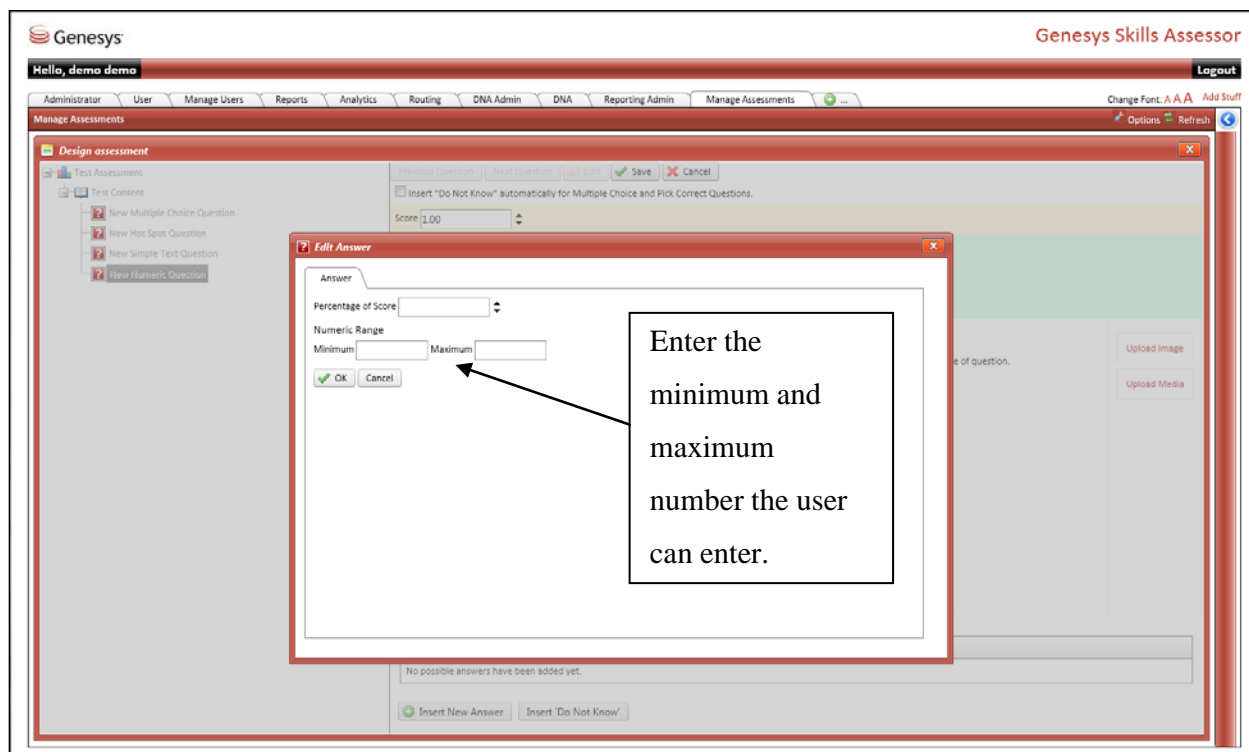 Genesys
Genesys Skills Assessor
Hello, demo demo
Logout
Administrator User Manage Users Reports Analytics Routing DNA Admin DNA Reporting Admin Manage Assessments ... Change Font: A A A Add Stuff
Manage Assessments
Options Refresh
Design assessment
Test Assessment
Test Content
New Multiple Choice Question
New Hot Spot Question
New Simple Text Question
New Numeric Question
Previous Question Next Question Edit Save Cancel
Insert "Do Not Know" automatically for Multiple Choice and Pick Correct Questions.
Score 1.00
Edit Answer
Answer
Percentage of Score
Numeric Range
Minimum Maximum
OK Cancel
Enter the
minimum and
maximum
number the user
can enter.
of question.
Upload Image
Upload Media
No possible answers have been added yet.
Insert New Answer Insert 'Do Not Know'